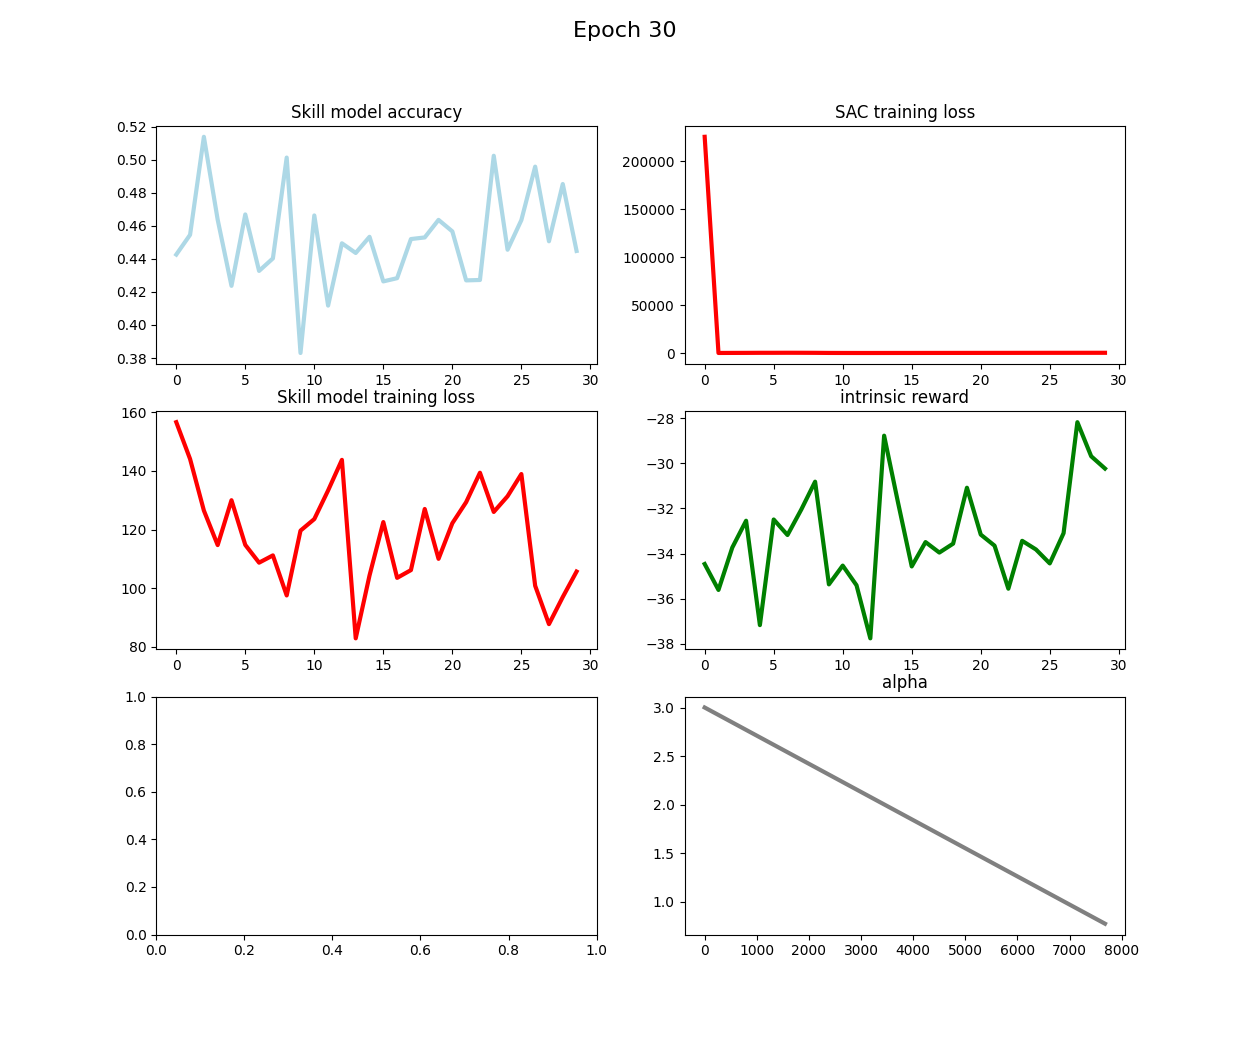 Epoch 30
Skill model accuracy
0.52
0.50
0.48
0.46
0.44
0.42
0.40
0.38
0 5 10 15 20 25 30
SAC training loss
200000
150000
100000
50000
0
0 5 10 15 20 25 30
Skill model training loss
160
140
120
100
80
0 5 10 15 20 25 30
intrinsic reward
−28
−30
−32
−34
−36
−38
0 5 10 15 20 25 30
1.0
0.8
0.6
0.4
0.2
0.0
0.0 0.2 0.4 0.6 0.8 1.0
alpha
3.0
2.5
2.0
1.5
1.0
0 1000 2000 3000 4000 5000 6000 7000 8000